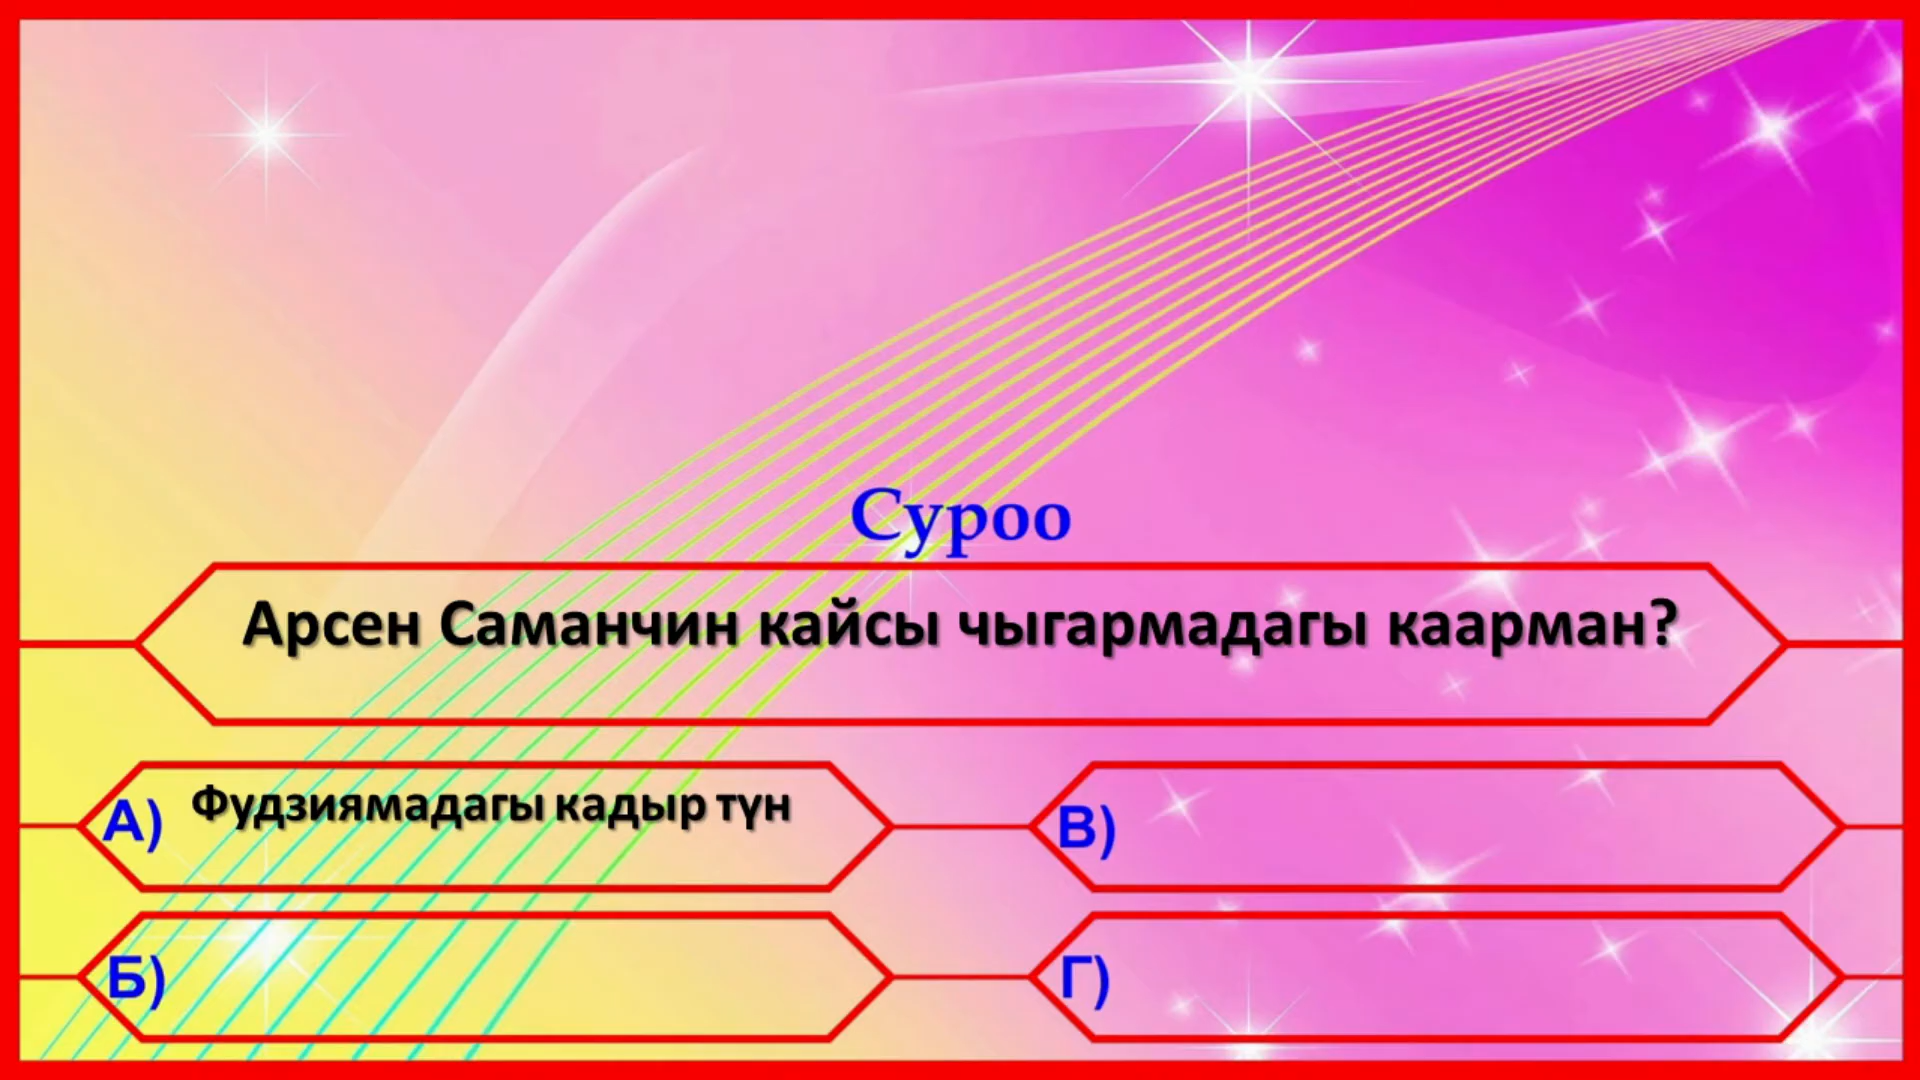 Суроо
Арсен Саманчин кайсы чыгармадагы каарман?
А) Фудзиямадагы кадыр түн
В)
Б)
Г)